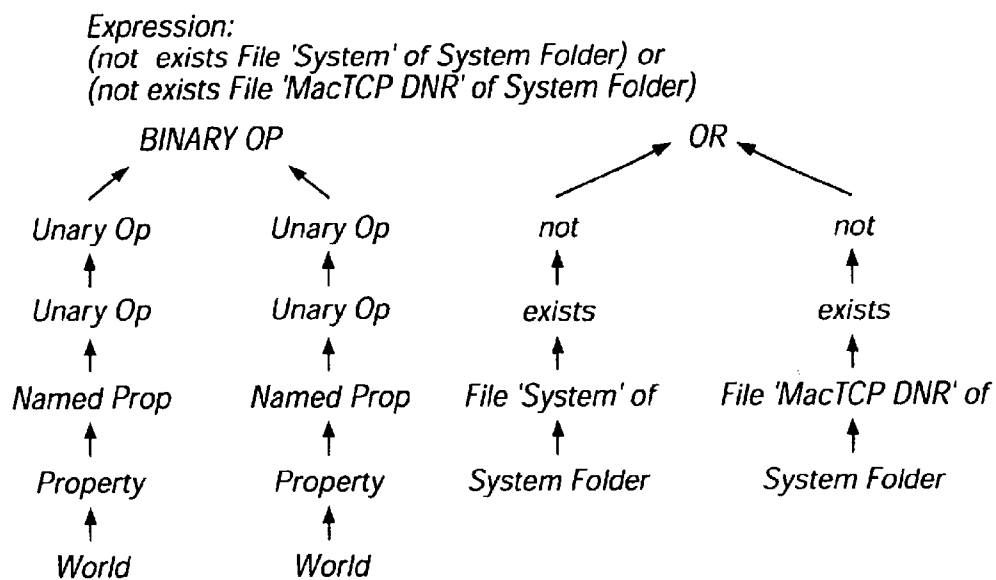 Expression:
(not exists File 'System' of System Folder) or
(not exists File 'MacTCP DNR' of System Folder)
BINARY OP OR
Unary Op Unary Op not not
Unary Op Unary Op exists exists
Named Prop Named Prop File 'System' of File 'MacTCP DNR' of
Property Property System Folder System Folder
World World